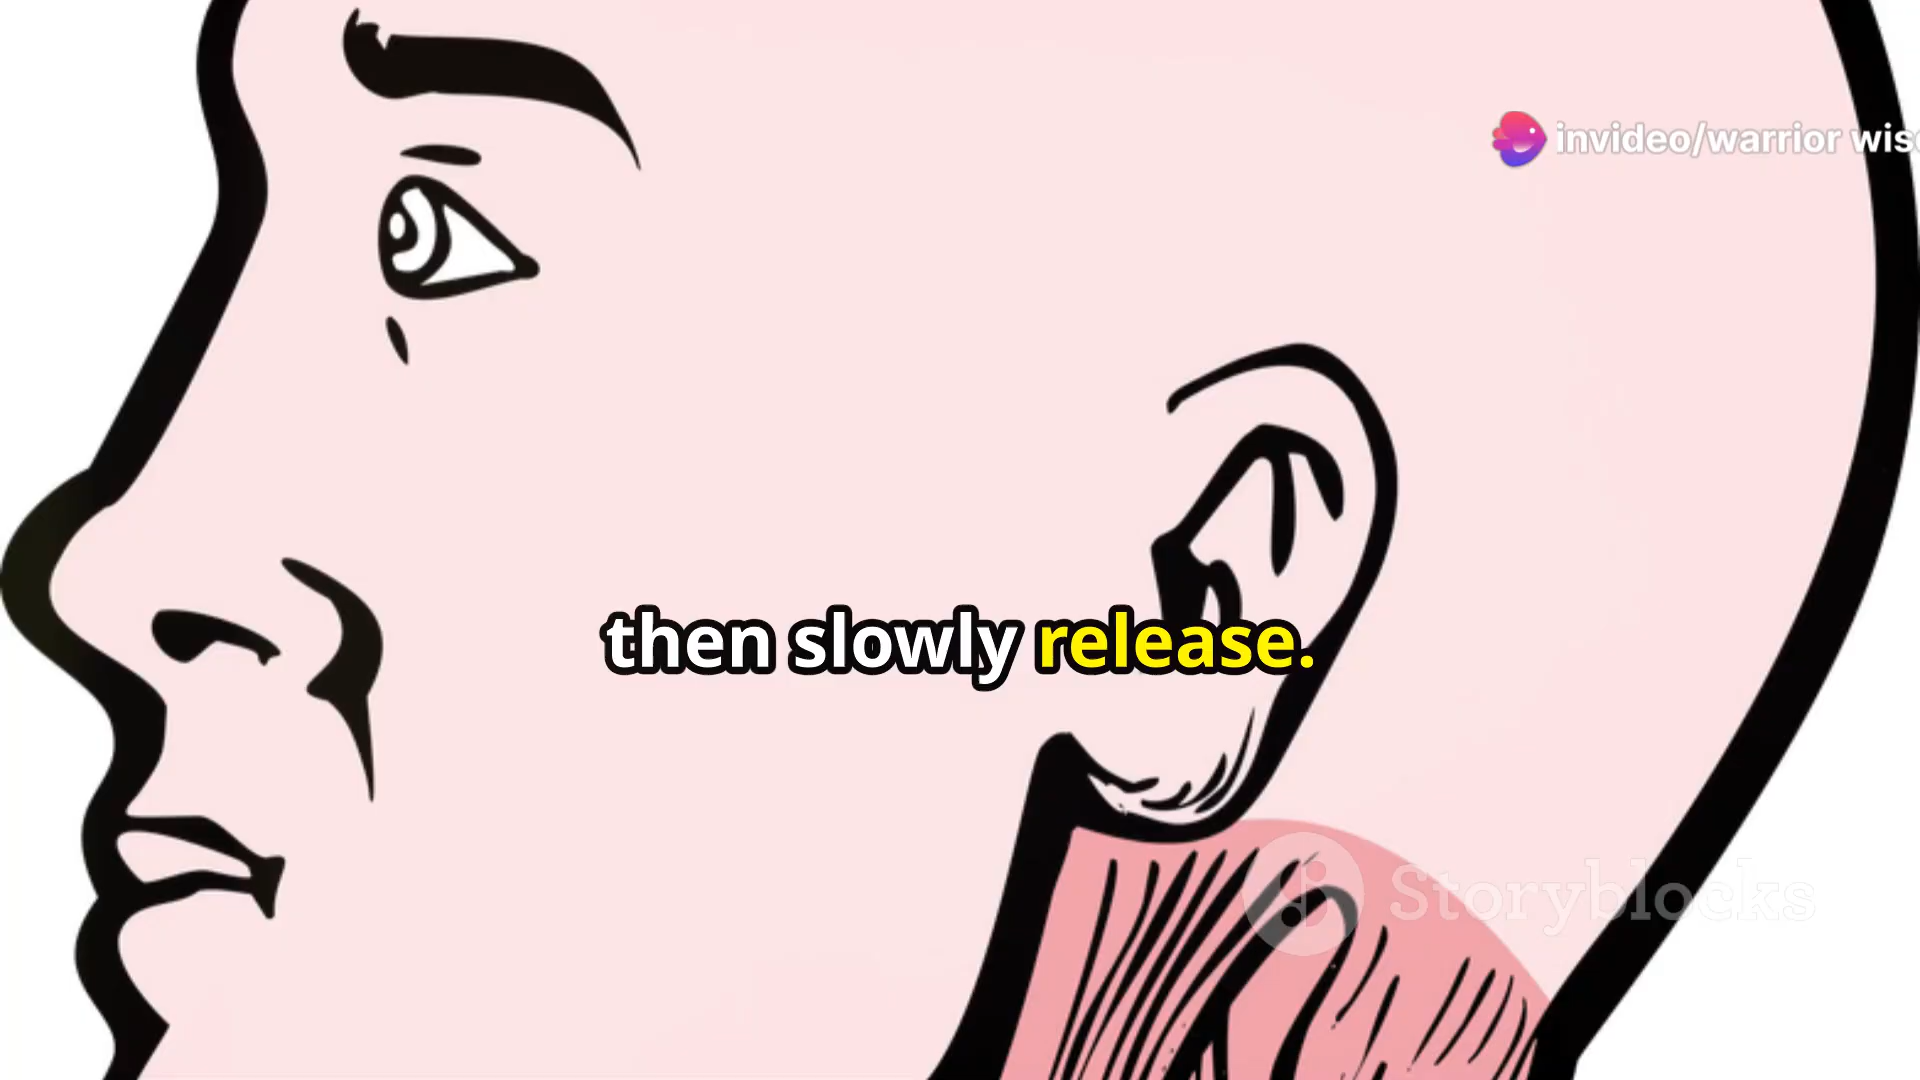 invideo/warrior wis
then slowly release.
Storyblocks